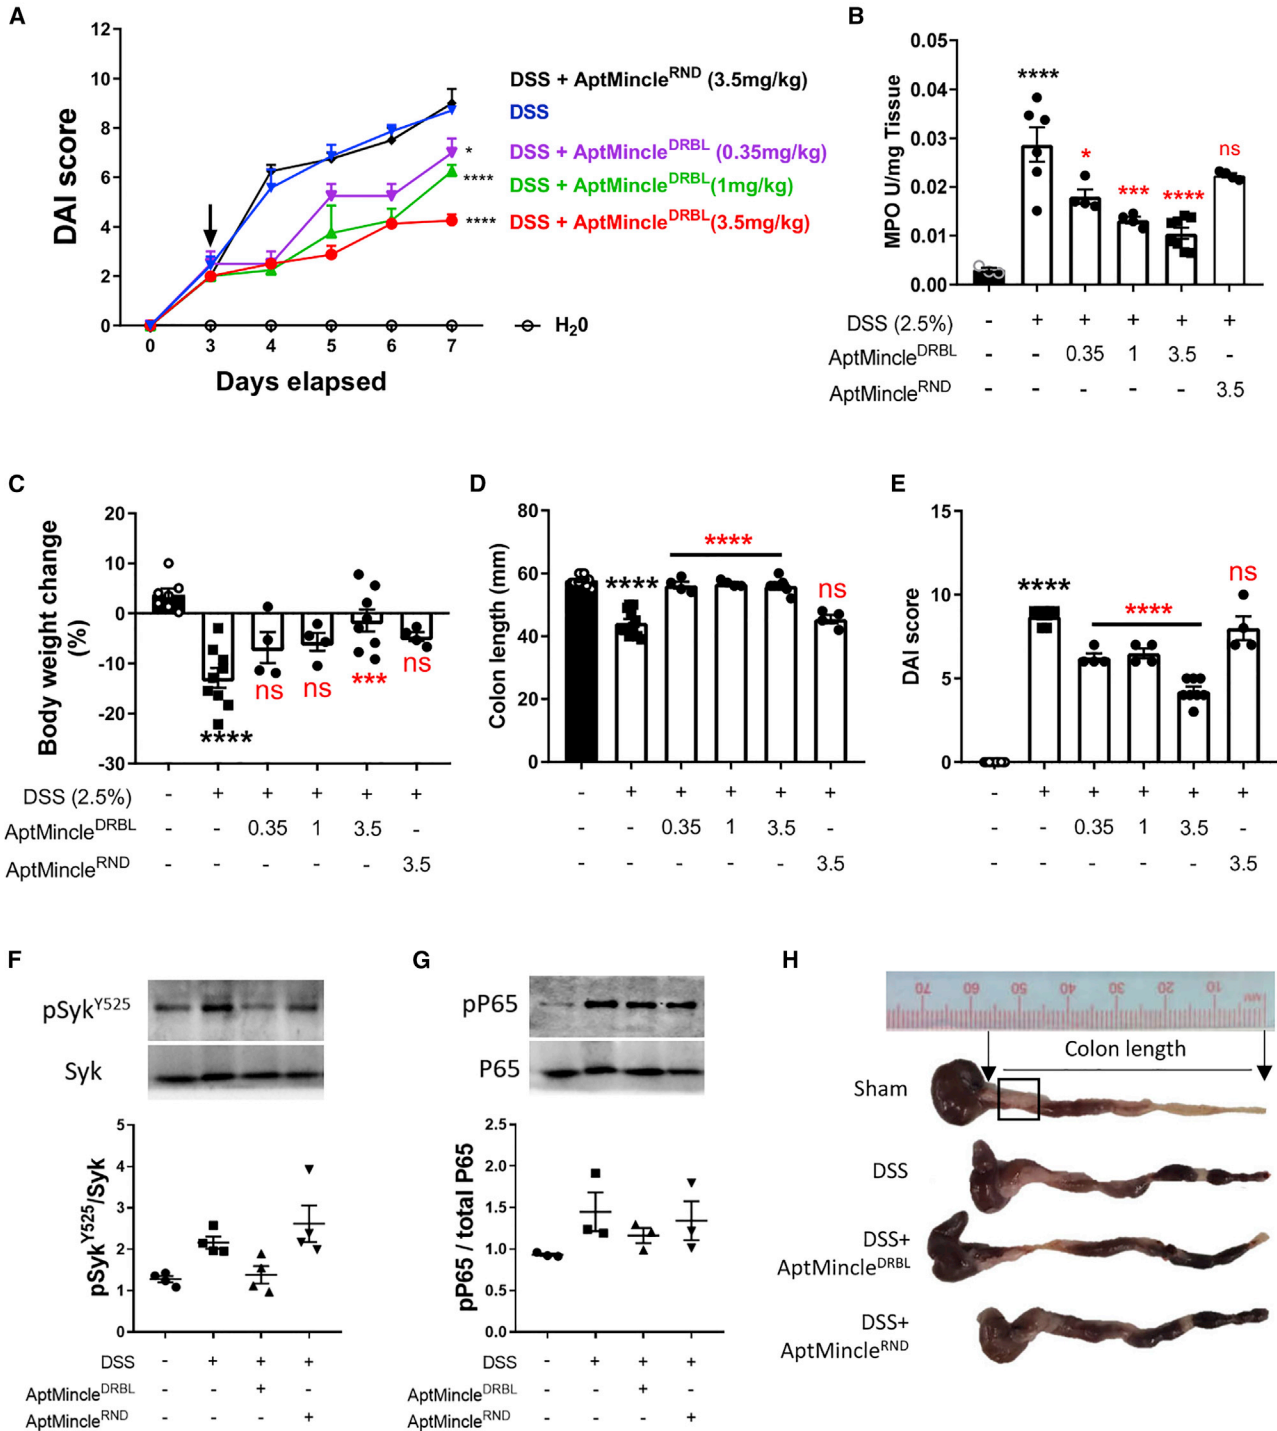 A
DAI score
12
10
8
6
4
2
0
0 3 4 5 6 7
Days elapsed
DSS + AptMincle^RND (3.5mg/kg)
DSS
DSS + AptMincle^DRBL (0.35mg/kg)
*
DSS + AptMincle^DRBL(1mg/kg)
****
DSS + AptMincle^DRBL(3.5mg/kg)
****
H₂0
B
MPO U/mg Tissue
0.05
0.04
0.03
0.02
0.01
0.00
**** * *** **** ns
DSS (2.5%) - + + + + +
AptMincle^DRBL - - 0.35 1 3.5 -
AptMincle^RND - - - - - 3.5
C
Body weight change
(%)
20
10
0
-10
-20
-30
**** ns ns *** ns
DSS (2.5%) - + + + + +
AptMincle^DRBL - - 0.35 1 3.5 -
AptMincle^RND - - - - - 3.5
D
Colon length (mm)
80
60
40
20
0
**** **** ns
- + + + + +
- - 0.35 1 3.5 -
- - - - - 3.5
E
DAI score
15
10
5
0
**** **** ns
- + + + + +
- - 0.35 1 3.5 -
- - - - - 3.5
F
pSyk^Y525
Syk
pSyk^Y525/Syk
5
4
3
2
1
0
DSS - + + +
AptMincle^DRBL - - + -
AptMincle^RND - - - +
G
pP65
P65
pP65 / total P65
2.5
2.0
1.5
1.0
0.5
0.0
DSS - + + +
AptMincle^DRBL - - + -
AptMincle^RND - - - +
H
70 60 50 40 30 20 10 MM
Colon length
Sham
DSS
DSS+
AptMincle^DRBL
DSS+
AptMincle^RND